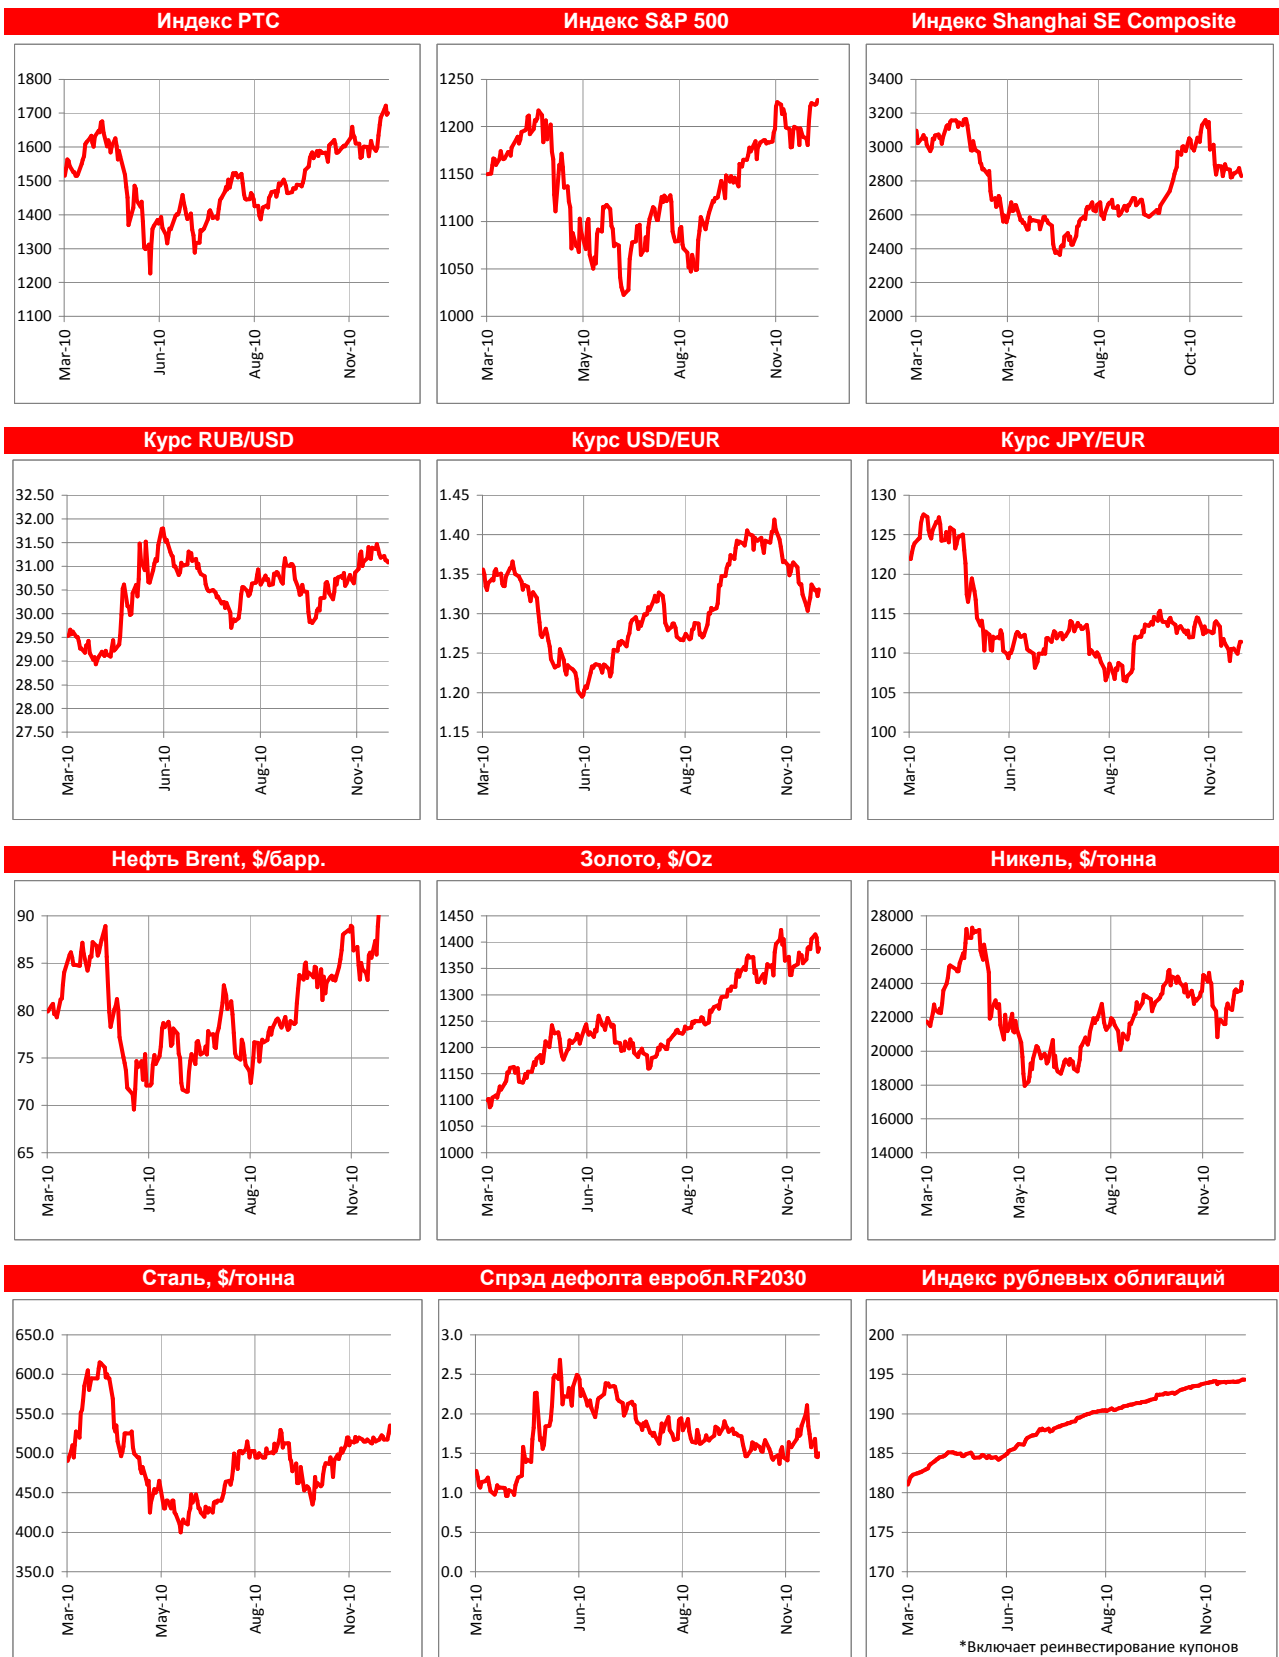 Индекс РТС
Индекс S&P 500
Индекс Shanghai SE Composite
1800
1700
1600
1500
1400
1300
1200
1100
Mar-10
Jun-10
Aug-10
Nov-10
1250
1200
1150
1100
1050
1000
Mar-10
May-10
Aug-10
Nov-10
3400
3200
3000
2800
2600
2400
2200
2000
Mar-10
May-10
Aug-10
Oct-10
Курс RUB/USD
Курс USD/EUR
Курс JPY/EUR
32.50
32.00
31.50
31.00
30.50
30.00
29.50
29.00
28.50
28.00
27.50
Mar-10
Jun-10
Aug-10
Nov-10
1.45
1.40
1.35
1.30
1.25
1.20
1.15
Mar-10
Jun-10
Aug-10
Nov-10
130
125
120
115
110
105
100
Mar-10
Jun-10
Aug-10
Nov-10
Нефть Brent, $/барр.
Золото, $/Oz
Никель, $/тонна
90
85
80
75
70
65
Mar-10
Jun-10
Aug-10
Nov-10
1450
1400
1350
1300
1250
1200
1150
1100
1050
1000
Mar-10
Jun-10
Aug-10
Nov-10
28000
26000
24000
22000
20000
18000
16000
14000
Mar-10
May-10
Aug-10
Nov-10
Сталь, $/тонна
Спрэд дефолта евробл.RF2030
Индекс рублевых облигаций
650.0
600.0
550.0
500.0
450.0
400.0
350.0
Mar-10
May-10
Aug-10
Nov-10
3.0
2.5
2.0
1.5
1.0
0.5
0.0
Mar-10
Jun-10
Aug-10
Nov-10
200
195
190
185
180
175
170
Mar-10
Jun-10
Aug-10
Nov-10
*Включает реинвестирование купонов